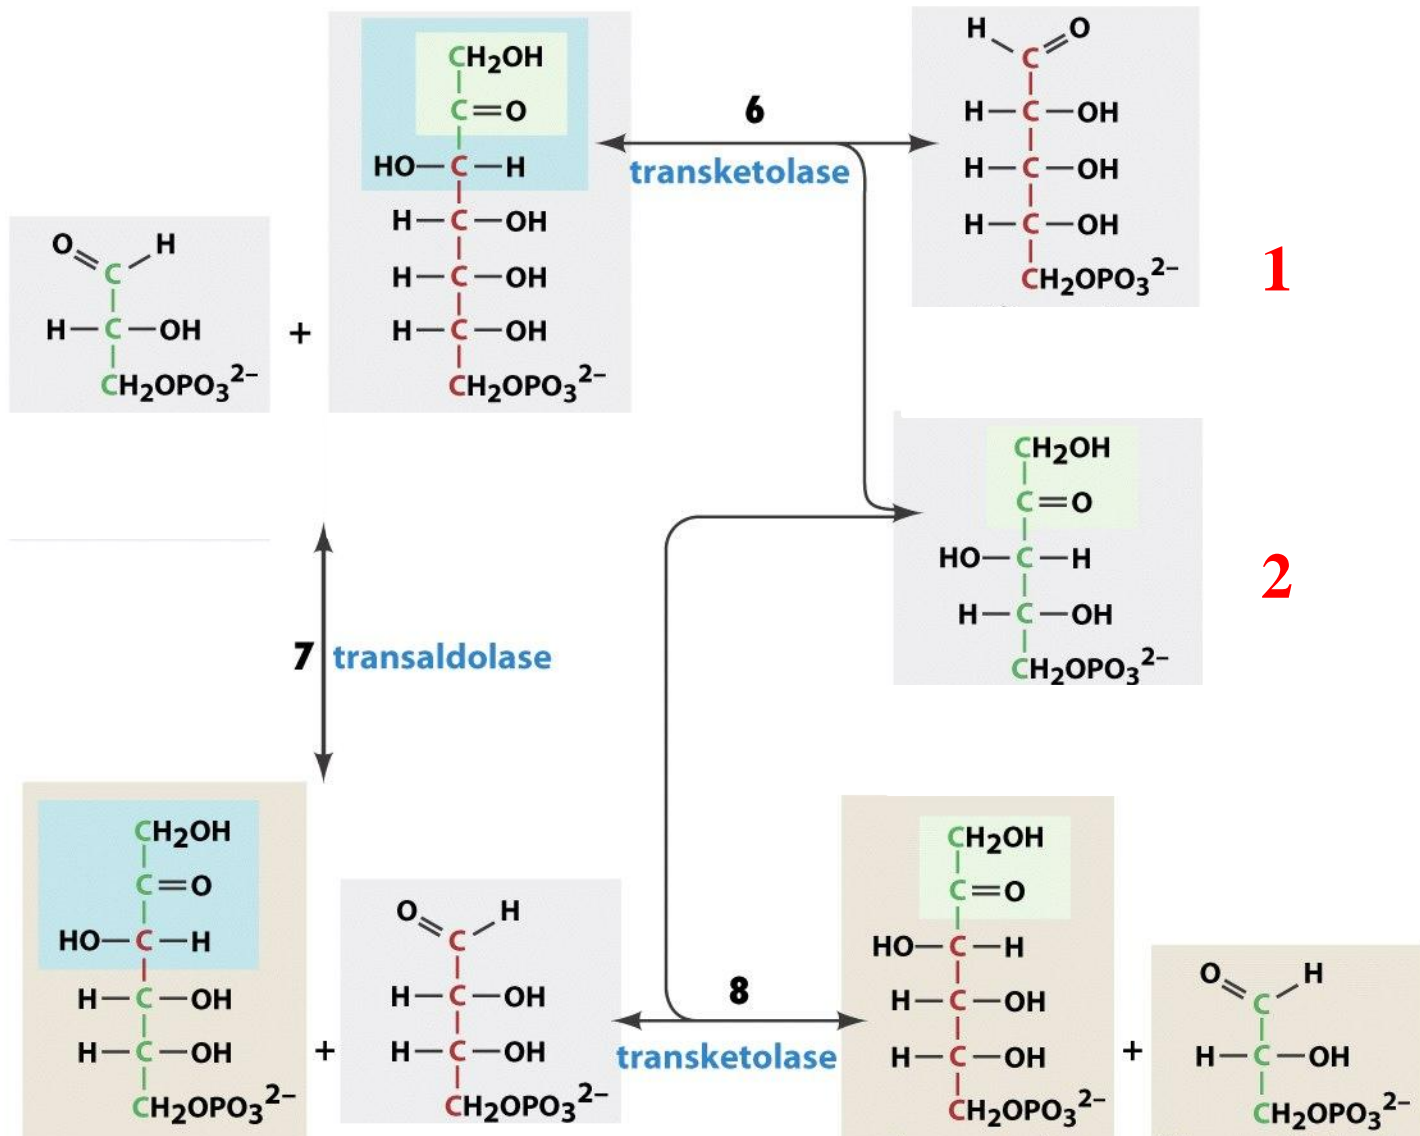 CH2OH
C=O
HO—C—H
H—C—OH
H—C—OH
H—C—OH
CH2OPO3 2–
O H
C
H—C—OH
CH2OPO3 2–
+
6
transketolase
H O
C
H—C—OH
H—C—OH
H—C—OH
CH2OPO3 2–
1
CH2OH
C=O
HO—C—H
H—C—OH
CH2OPO3 2–
2
7 transaldolase
CH2OH
C=O
HO—C—H
H—C—OH
H—C—OH
CH2OPO3 2–
+
O H
C
H—C—OH
H—C—OH
CH2OPO3 2–
8
transketolase
CH2OH
C=O
HO—C—H
H—C—OH
H—C—OH
CH2OPO3 2–
+
O H
C
H—C—OH
CH2OPO3 2–